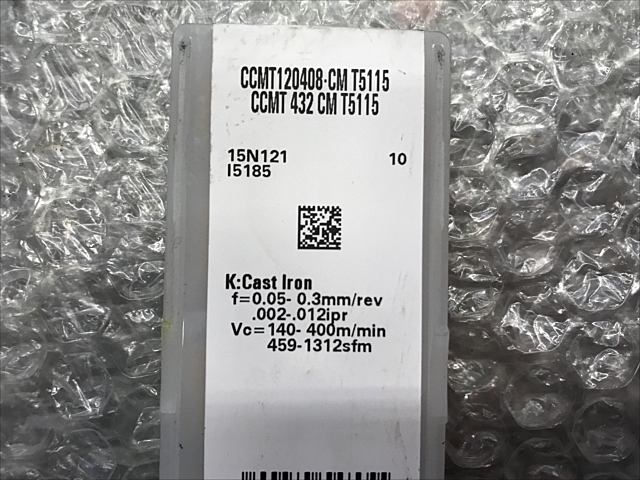 CCMT120408-CM T5115
CCMT 432 CM T5115
15N121 10
I5185
K:Cast Iron
f=0.05- 0.3mm/rev
.002-.012ipr
Vc=140- 400m/min
459-1312sfm